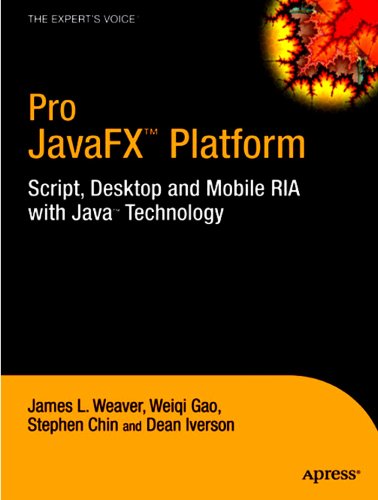 THE EXPERT'S VOICE
Pro
JavaFX™ Platform
Script, Desktop and Mobile RIA
with Java™ Technology
James L. Weaver, Weiqi Gao,
Stephen Chin and Dean Iverson
Apress®